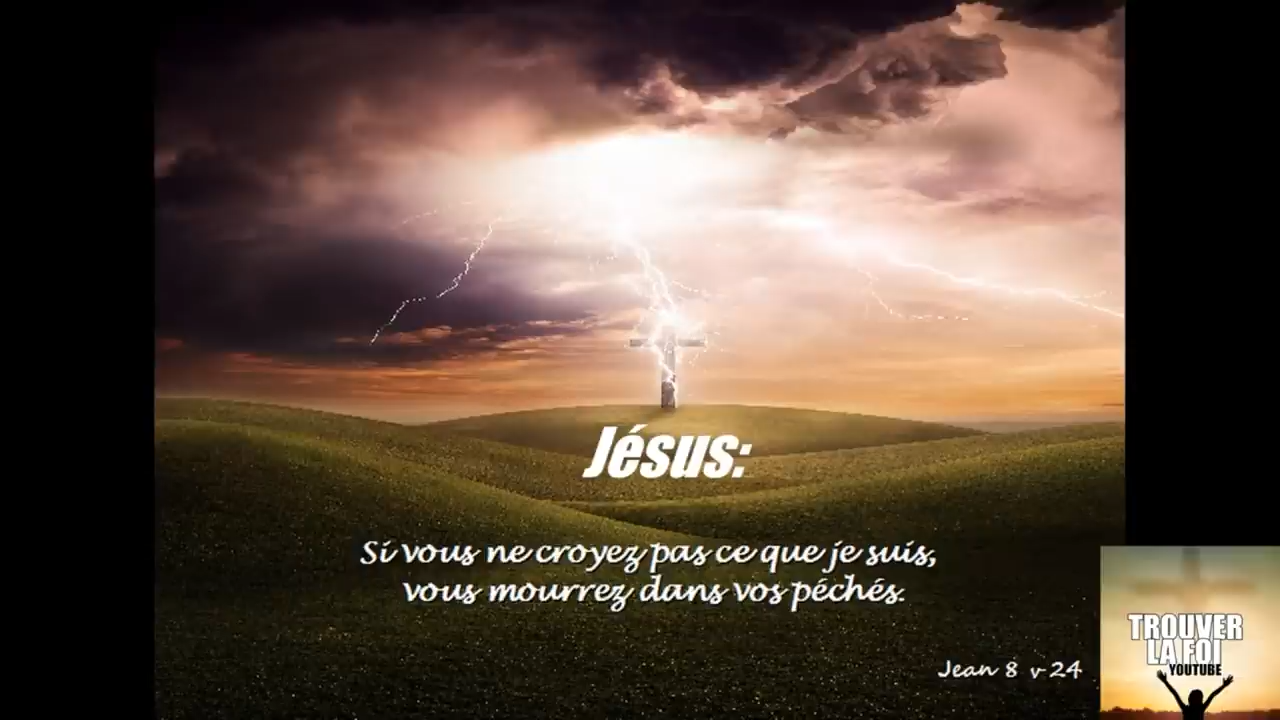 Jésus:
Si vous ne croyez pas ce que je suis,
vous mourrez dans vos péchés.
Jean 8 v 24
TROUVER
LA FOI
YOUTUBE